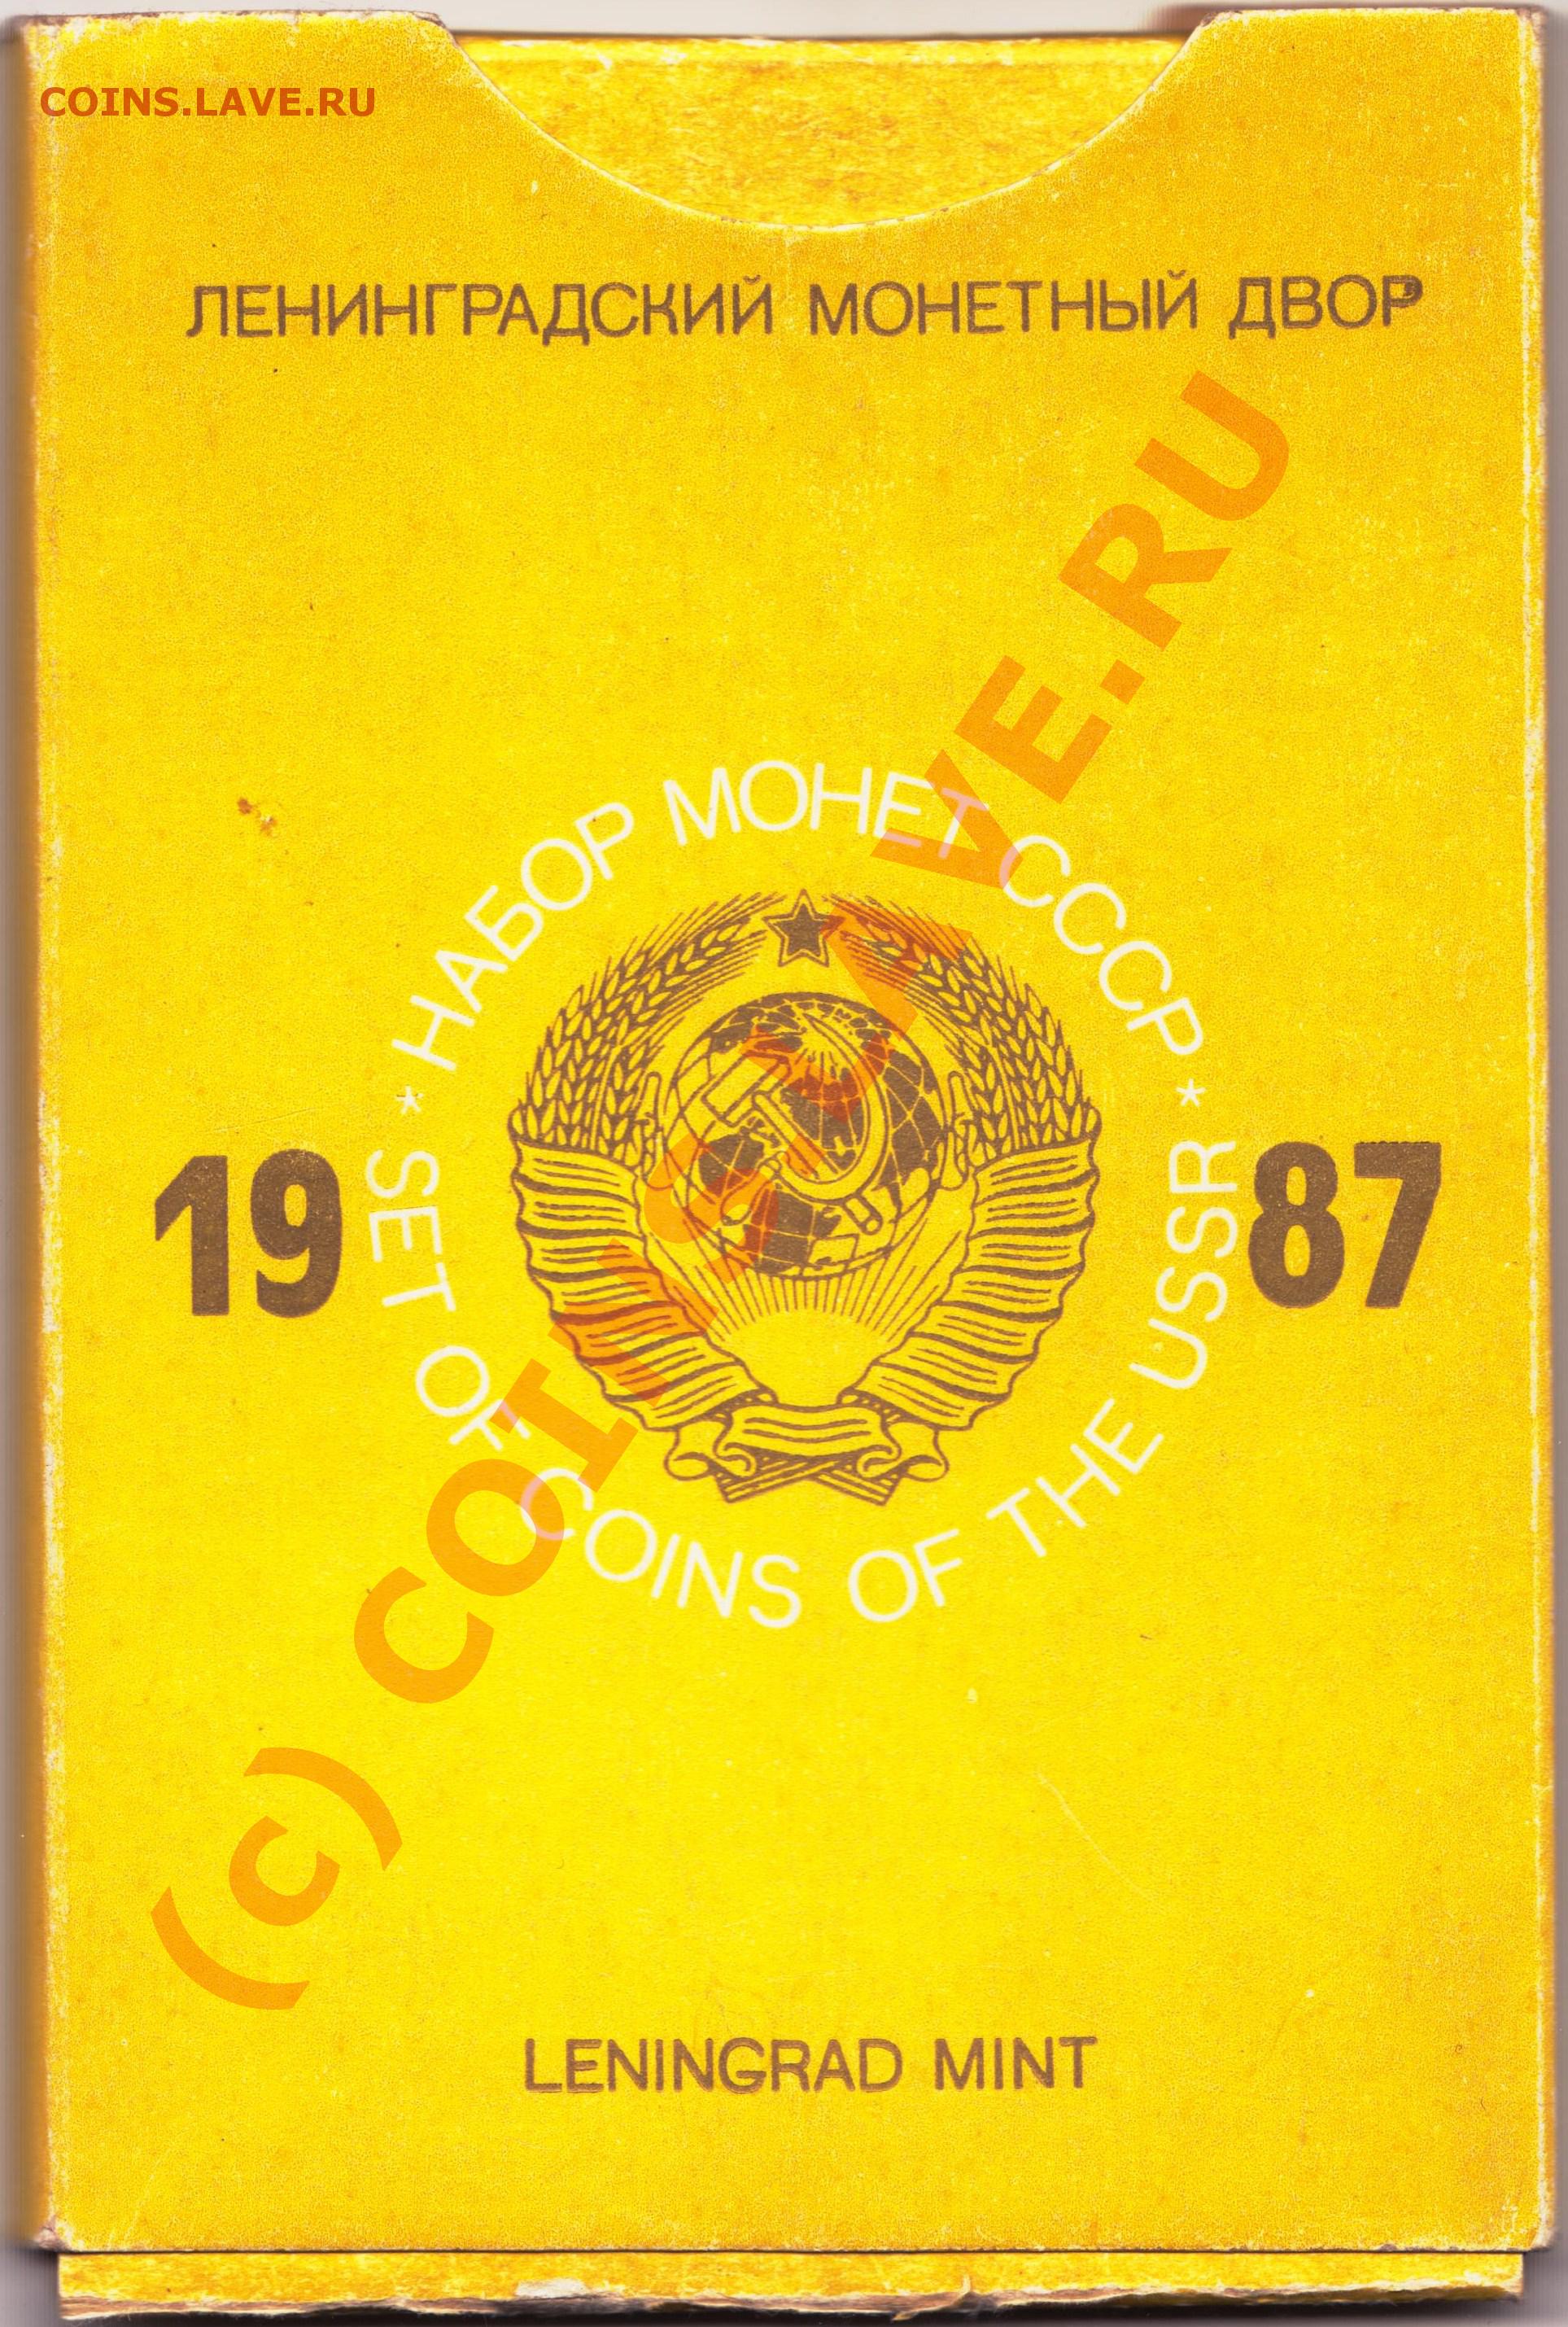 COINS.LAVE.RU
ЛЕНИНГРАДСКИЙ МОНЕТНЫЙ ДВОР
* НАБОР МОНЕТ СССР *
19 87
SET OF COINS OF THE USSR
(c) COINS.LAVE.RU
LENINGRAD MINT